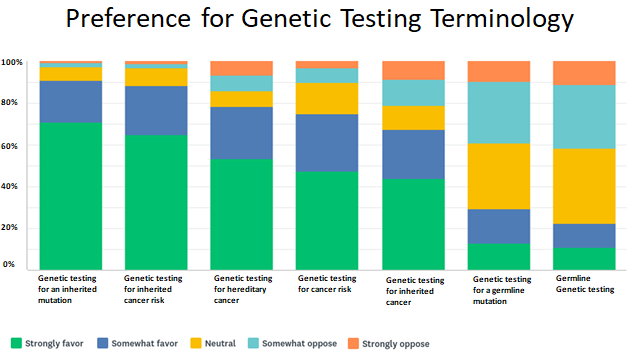 Preference for Genetic Testing Terminology
100%
80%
60%
40%
20%
0%
Genetic testing
for an inherited
mutation
Genetic testing
for inherited
cancer risk
Genetic testing
for hereditary
cancer
Genetic testing
for cancer risk
Genetic testing
for inherited
cancer
Genetic testing
for a germline
mutation
Germline
Genetic testing
Strongly favor Somewhat favor Neutral Somewhat oppose Strongly oppose